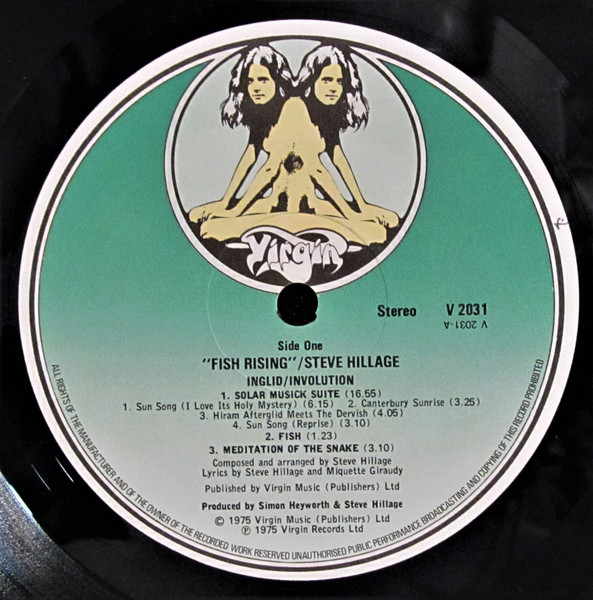 Virgin
Stereo V 2031
V 2031-A
Side One
"FISH RISING"/STEVE HILLAGE
INGLID/INVOLUTION
1. SOLAR MUSICK SUITE (16.55)
1. Sun Song (I Love Its Holy Mystery) (6.15) 2. Canterbury Sunrise (3.25)
3. Hiram Afterglid Meets The Dervish (4.05)
4. Sun Song (Reprise) (3.10)
2. FISH (1.23)
3. MEDITATION OF THE SNAKE (3.10)
Composed and arranged by Steve Hillage
Lyrics by Steve Hillage and Miquette Giraudy
Published by Virgin Music (Publishers) Ltd
Produced by Simon Heyworth & Steve Hillage
© 1975 Virgin Music (Publishers) Ltd
℗ 1975 Virgin Records Ltd
ALL RIGHTS OF THE MANUFACTURER AND OF THE OWNER OF THE RECORDED WORK RESERVED UNAUTHORISED PUBLIC PERFORMANCE BROADCASTING AND COPYING OF THIS RECORD PROHIBITED